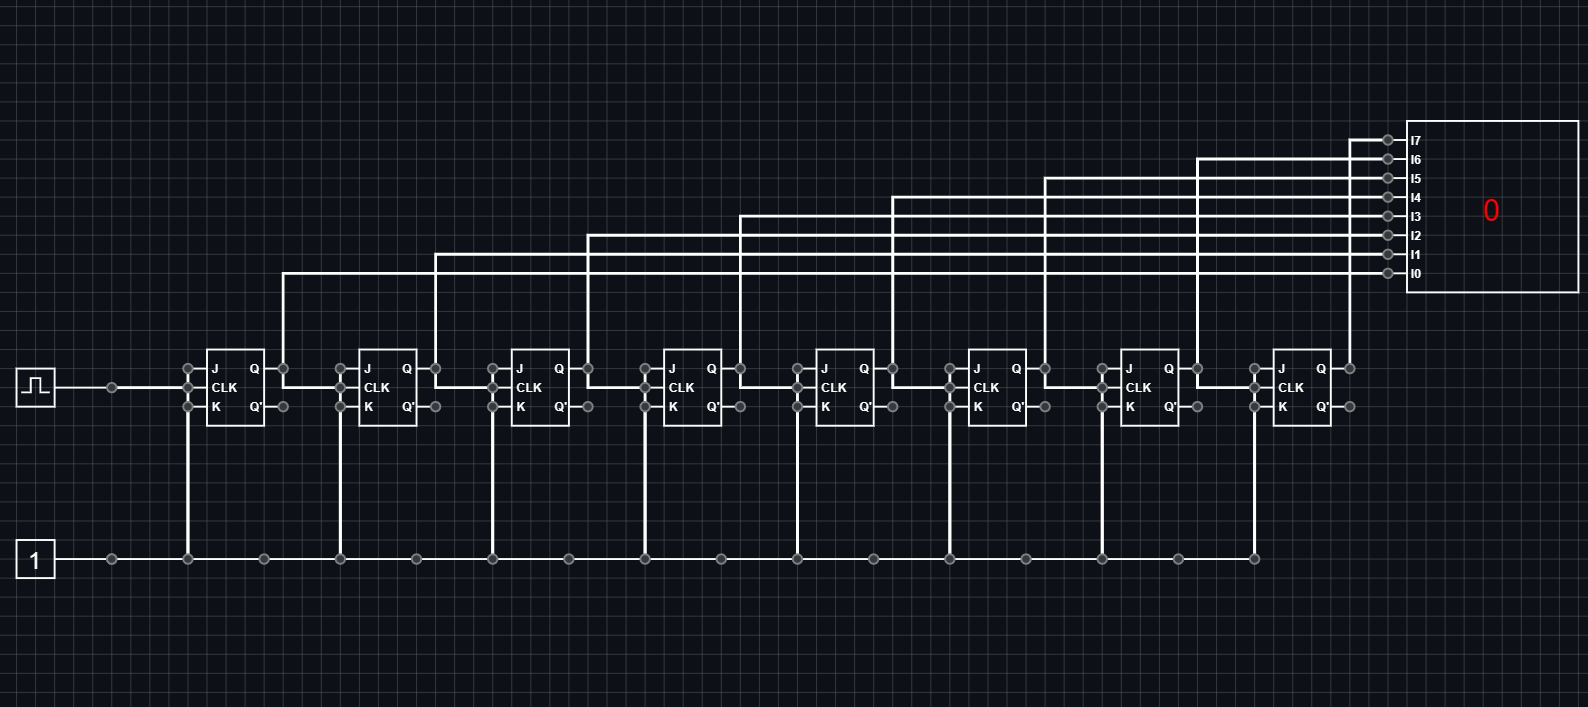 I7
I6
I5
I4
I3
I2
I1
I0
0
J Q J Q J Q J Q J Q J Q J Q J Q
CLK CLK CLK CLK CLK CLK CLK CLK
K Q' K Q' K Q' K Q' K Q' K Q' K Q' K Q'
1